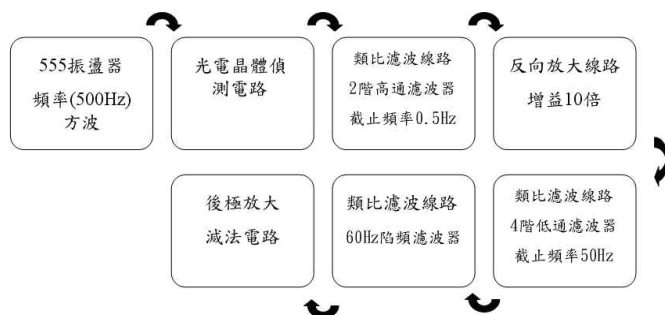 555振盪器
頻率(500Hz)
方波
光電晶體偵
測電路
類比濾波線路
2階高通濾波器
截止頻率0.5Hz
反向放大線路
增益10倍
類比濾波線路
4階低通濾波器
截止頻率50Hz
類比濾波線路
60Hz陷頻濾波器
後極放大
減法電路